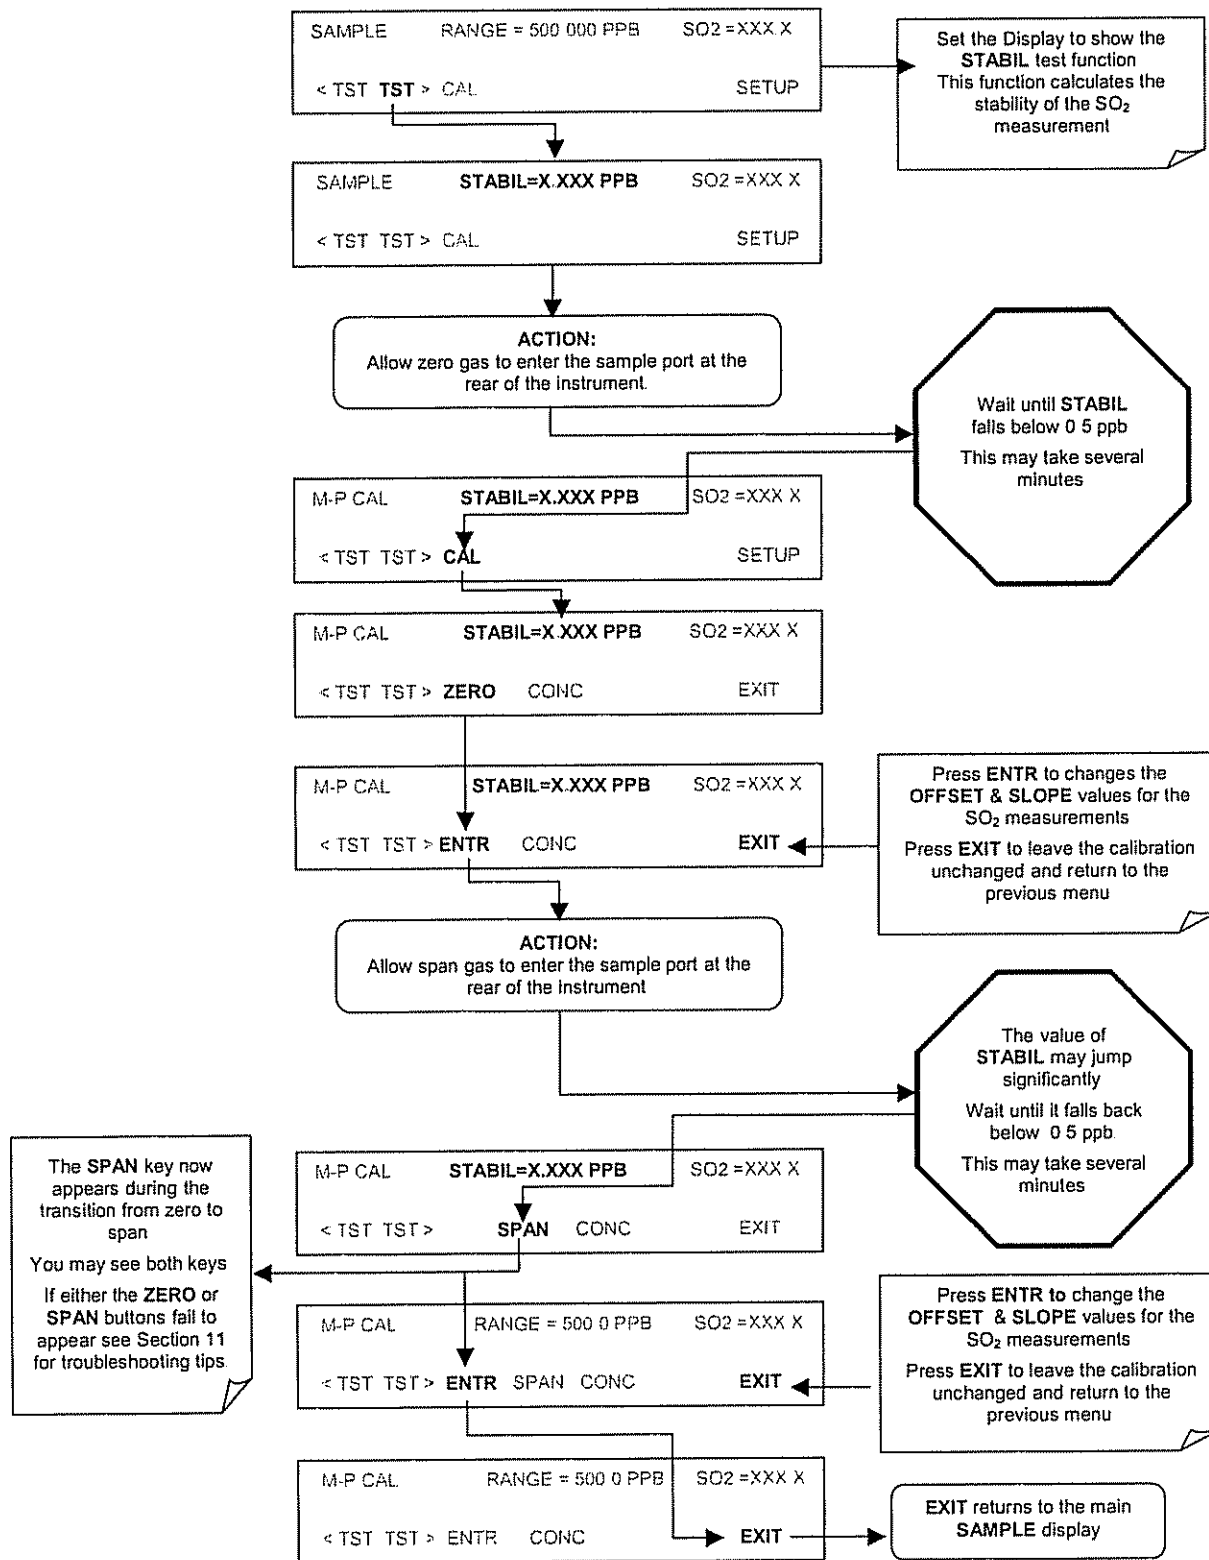 SAMPLE RANGE = 500 000 PPB SO2 =XXX X
< TST TST > CAL SETUP
Set the Display to show the
STABIL test function
This function calculates the
stability of the SO₂
measurement
SAMPLE STABIL=X.XXX PPB SO2 =XXX X
< TST TST > CAL SETUP
ACTION:
Allow zero gas to enter the sample port at the
rear of the instrument.
Wait until STABIL
falls below 0 5 ppb
This may take several
minutes
M-P CAL STABIL=X.XXX PPB SO2 =XXX X
< TST TST > CAL SETUP
M-P CAL STABIL=X.XXX PPB SO2 =XXX X
< TST TST > ZERO CONC EXIT
M-P CAL STABIL=X.XXX PPB SO2 =XXX X
< TST TST > ENTR CONC EXIT
Press ENTR to changes the
OFFSET & SLOPE values for the
SO₂ measurements
Press EXIT to leave the calibration
unchanged and return to the
previous menu
ACTION:
Allow span gas to enter the sample port at the
rear of the instrument
The value of
STABIL may jump
significantly
Wait until it falls back
below 0 5 ppb
This may take several
minutes
M-P CAL STABIL=X.XXX PPB SO2 =XXX X
< TST TST > SPAN CONC EXIT
The SPAN key now
appears during the
transition from zero to
span
You may see both keys
If either the ZERO or
SPAN buttons fail to
appear see Section 11
for troubleshooting tips
M-P CAL RANGE = 500 0 PPB SO2 =XXX X
< TST TST > ENTR SPAN CONC EXIT
Press ENTR to change the
OFFSET & SLOPE values for the
SO₂ measurements
Press EXIT to leave the calibration
unchanged and return to the
previous menu
M-P CAL RANGE = 500 0 PPB SO2 =XXX X
< TST TST > ENTR CONC EXIT
EXIT returns to the main
SAMPLE display